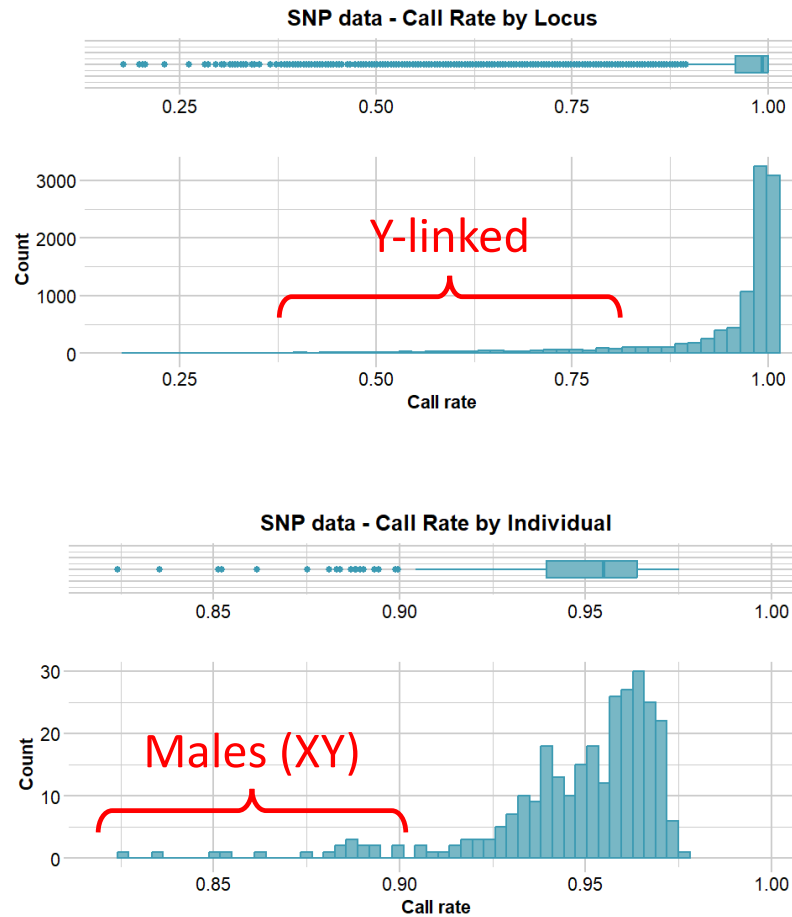 SNP data - Call Rate by Locus
0.25 0.50 0.75 1.00
3000
2000
1000
0
Count
Y-linked
0.25 0.50 0.75 1.00
Call rate
SNP data - Call Rate by Individual
0.85 0.90 0.95 1.00
30
20
10
0
Count
Males (XY)
0.85 0.90 0.95 1.00
Call rate